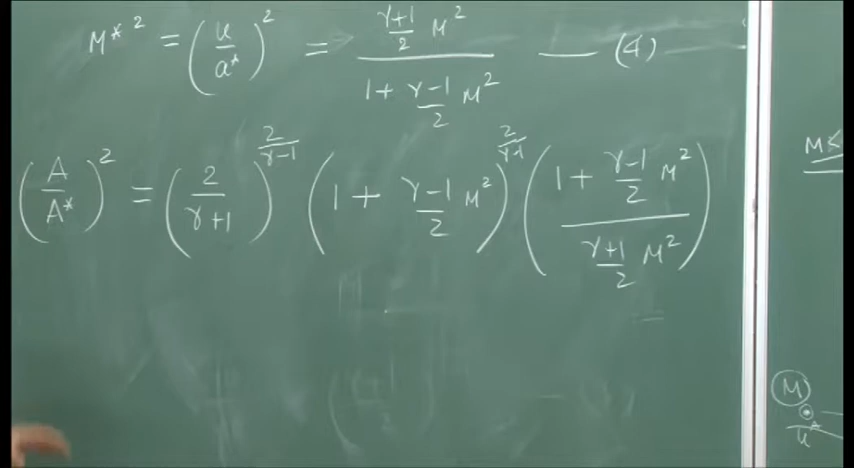 M*² = (u/a*)² = ((γ+1)/2 M²) / (1 + (γ-1)/2 M²) — (4)
(A/A*)² = (2/(γ+1))^(2/(γ-1)) (1 + (γ-1)/2 M²)^(2/(γ-1)) ((1 + (γ-1)/2 M²) / ((γ+1)/2 M²))
M<
M
u*